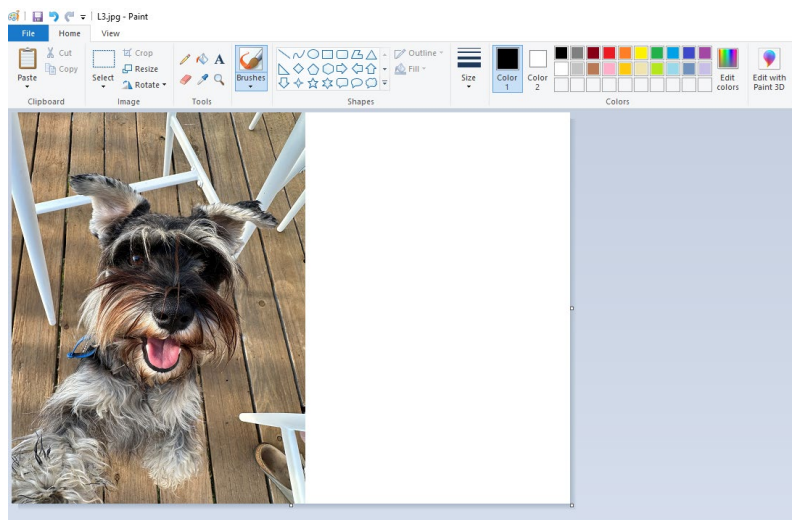 L3.jpg - Paint
File Home View
Paste
Cut
Copy
Clipboard
Select
Crop
Resize
Rotate
Image
A
Tools
Brushes
Outline
Fill
Shapes
Size
Color 1
Color 2
Edit colors
Colors
Edit with Paint 3D